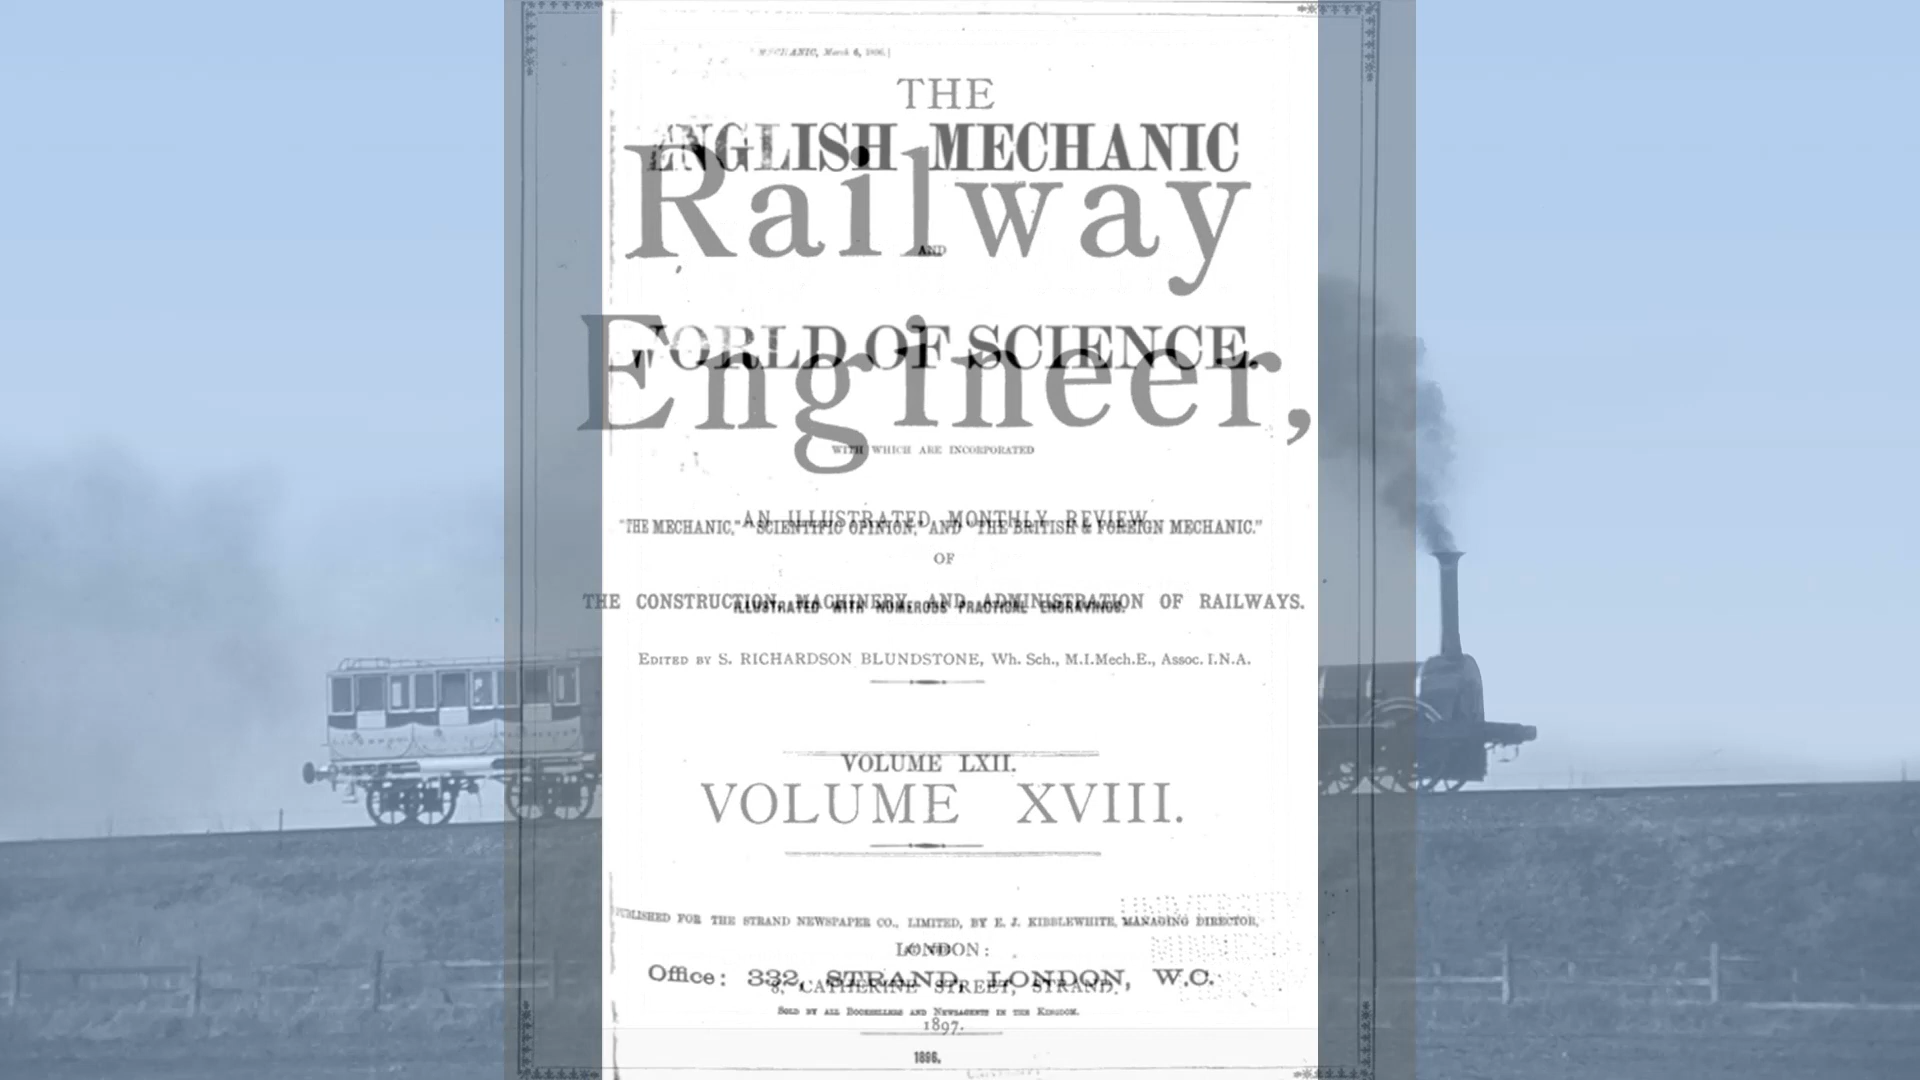 MECHANIC, March 6, 1896.]
THE
ENGLISH MECHANIC
Railway
AND
WORLD OF SCIENCE.
Engineer,
WITH WHICH ARE INCORPORATED
AN ILLUSTRATED MONTHLY REVIEW
"THE MECHANIC," "SCIENTIFIC OPINION," AND "THE BRITISH & FOREIGN MECHANIC."
OF
THE CONSTRUCTION, MACHINERY, AND ADMINISTRATION OF RAILWAYS.
ILLUSTRATED WITH NUMEROUS PRACTICAL ENGRAVINGS.
EDITED BY S. RICHARDSON BLUNDSTONE, Wh. Sch., M.I.Mech.E., Assoc. I.N.A.
VOLUME LXII.
VOLUME XVIII.
PUBLISHED FOR THE STRAND NEWSPAPER CO., LIMITED, BY E. J. KIBBLEWHITE, MANAGING DIRECTOR,
LONDON:
Office: 332, STRAND, LONDON, W.C.
8, CATHERINE STREET, STRAND.
SOLD BY ALL BOOKSELLERS AND NEWSAGENTS IN THE KINGDOM.
1897.
1896.